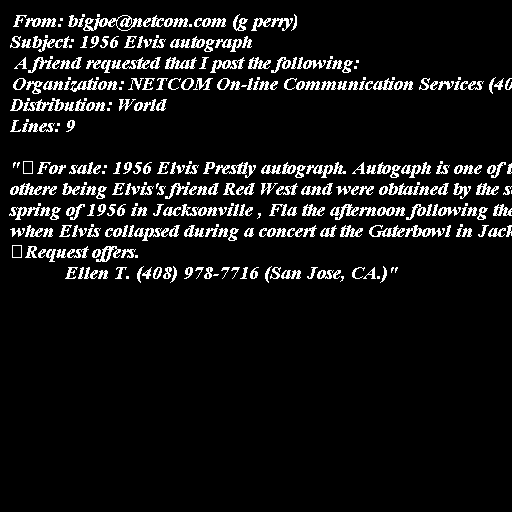 From: bigjoe@netcom.com (g perry)
Subject: 1956 Elvis autograph
A friend requested that I post the following:
Organization: NETCOM On-line Communication Services (40
Distribution: World
Lines: 9
"For sale: 1956 Elvis Prestly autograph. Autogaph is one of
othere being Elvis's friend Red West and were obtained by the
spring of 1956 in Jacksonville , Fla the afternoon following the
when Elvis collapsed during a concert at the Gaterbowl in Jack
Request offers.
Ellen T. (408) 978-7716 (San Jose, CA.)"